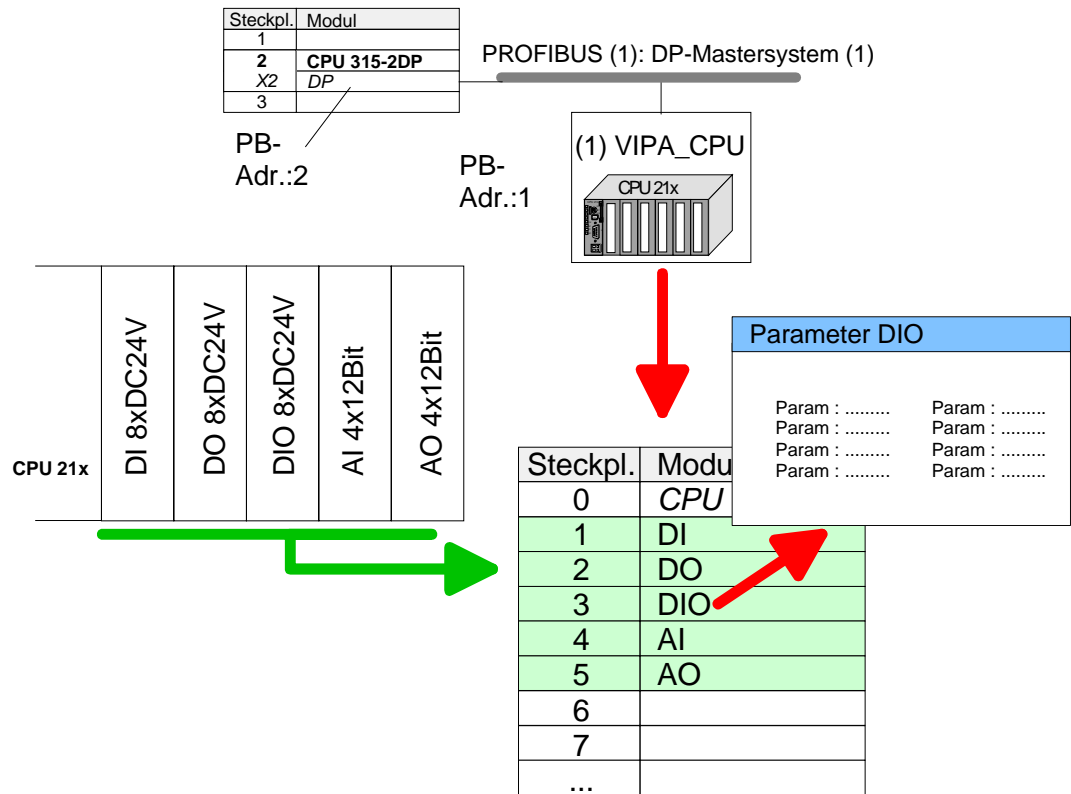 Steckpl. Modul
1
2 CPU 315-2DP
X2 DP
3
PROFIBUS (1): DP-Mastersystem (1)
PB-
Adr.:2
PB-
Adr.:1
(1) VIPA_CPU
CPU 21x
CPU 21x
DI 8xDC24V
DO 8xDC24V
DIO 8xDC24V
AI 4x12Bit
AO 4x12Bit
Parameter DIO
Param : ......... Param : .........
Param : ......... Param : .........
Param : ......... Param : .........
Param : ......... Param : .........
Steckpl. Modu
0 CPU
1 DI
2 DO
3 DIO
4 AI
5 AO
6
7
...